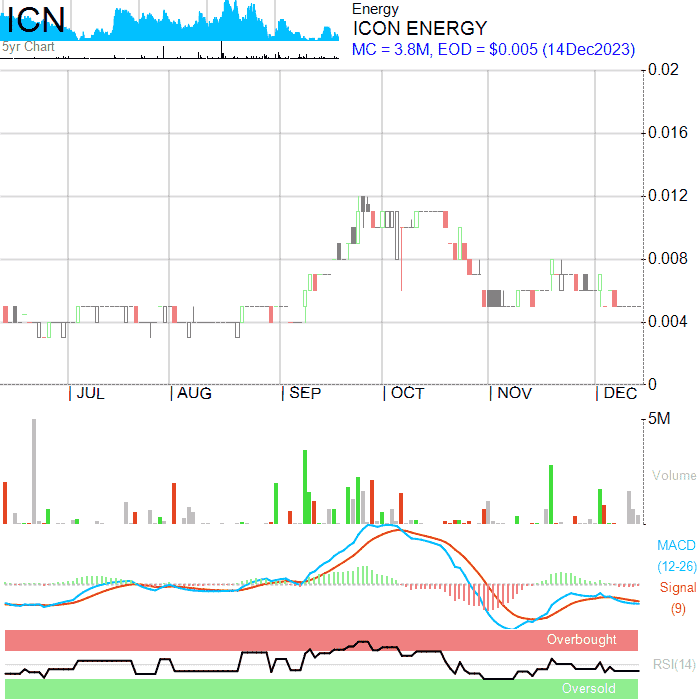 ICN
5yr Chart
Energy
ICON ENERGY
MC = 3.8M, EOD = $0.005 (14Dec2023)
0.02
0.016
0.012
0.008
0.004
0
JUL AUG SEP OCT NOV DEC
5M
Volume
MACD
(12-26)
Signal
(9)
Overbought
RSI(14)
Oversold